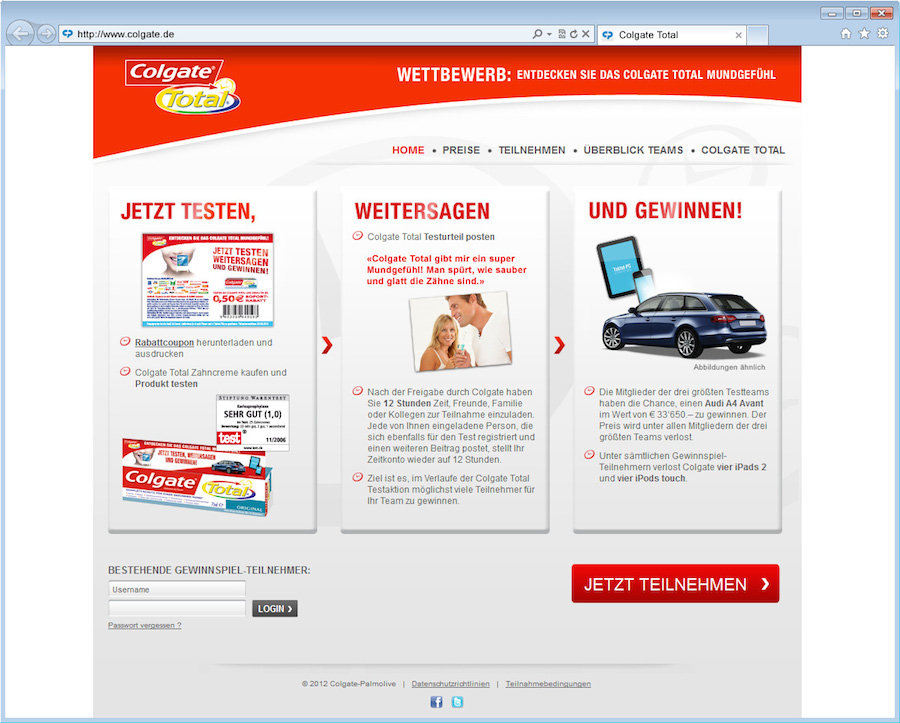 http://www.colgate.de
Colgate Total
Colgate®
Total
WETTBEWERB: ENTDECKEN SIE DAS COLGATE TOTAL MUNDGEFÜHL
HOME • PREISE • TEILNEHMEN • ÜBERBLICK TEAMS • COLGATE TOTAL
JETZT TESTEN,
ENTDECKEN SIE DAS COLGATE TOTAL MUNDGEFÜHL!
JETZT TESTEN
WEITERSAGEN
UND GEWINNEN!
0,50 €
SOFORT-
RABATT
Rabattcoupon herunterladen und
ausdrucken
Colgate Total Zahncreme kaufen und
Produkt testen
STIFTUNG WARENTEST
SEHR GUT (1,0)
test
11/2006
JETZT TESTEN, WEITERSAGEN
UND GEWINNEN!
Colgate
Total
ORIGINAL
WEITERSAGEN
Colgate Total Testurteil posten
«Colgate Total gibt mir ein super
Mundgefühl! Man spürt, wie sauber
und glatt die Zähne sind.»
Nach der Freigabe durch Colgate haben
Sie 12 Stunden Zeit, Freunde, Familie
oder Kollegen zur Teilnahme einzuladen.
Jede von Ihnen eingeladene Person, die
sich ebenfalls für den Test registriert und
einen weiteren Beitrag postet, stellt Ihr
Zeitkonto wieder auf 12 Stunden.
Ziel ist es, im Verlaufe der Colgate Total
Testaktion möglichst viele Teilnehmer für
Ihr Team zu gewinnen.
UND GEWINNEN!
Abbildungen ähnlich
Die Mitglieder der drei größten Testteams
haben die Chance, einen Audi A4 Avant
im Wert von € 33'650.– zu gewinnen. Der
Preis wird unter allen Mitgliedern der drei
größten Teams verlost.
Unter sämtlichen Gewinnspiel-
Teilnehmern verlost Colgate vier iPads 2
und vier iPods touch.
BESTEHENDE GEWINNSPIEL-TEILNEHMER:
Username
LOGIN
Passwort vergessen ?
JETZT TEILNEHMEN
© 2012 Colgate-Palmolive | Datenschutzrichtlinien | Teilnahmebedingungen